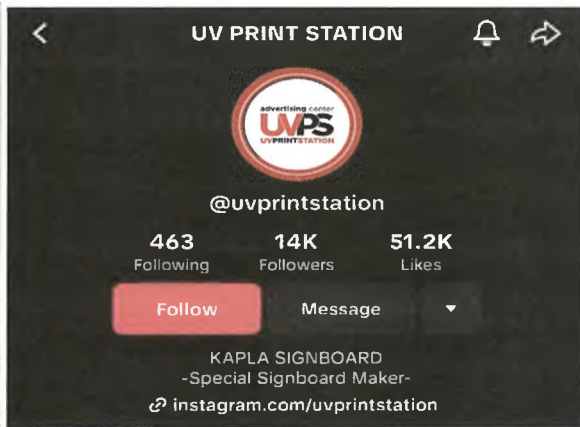 UV PRINT STATION
advertising center
UVPS
UVPRINTSTATION
@uvprintstation
463 14K 51.2K
Following Followers Likes
Follow Message
KAPLA SIGNBOARD
-Special Signboard Maker-
instagram.com/uvprintstation